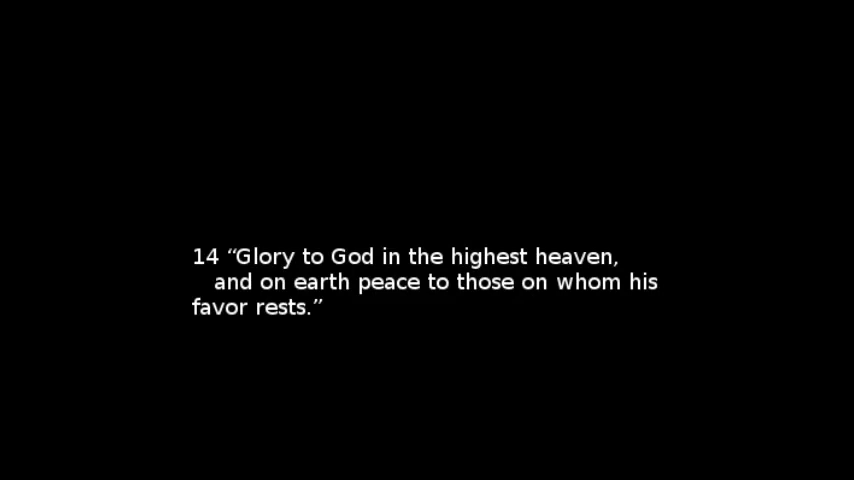 14 “Glory to God in the highest heaven,
and on earth peace to those on whom his
favor rests.”